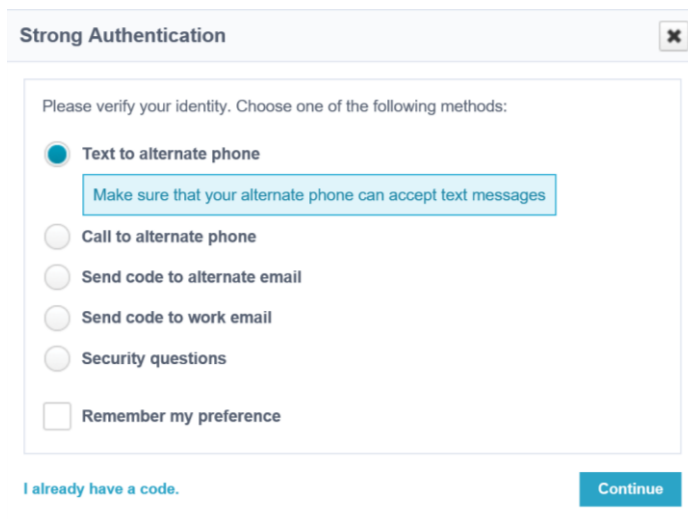 Strong Authentication
Please verify your identity. Choose one of the following methods:
Text to alternate phone
Make sure that your alternate phone can accept text messages
Call to alternate phone
Send code to alternate email
Send code to work email
Security questions
Remember my preference
I already have a code.
Continue